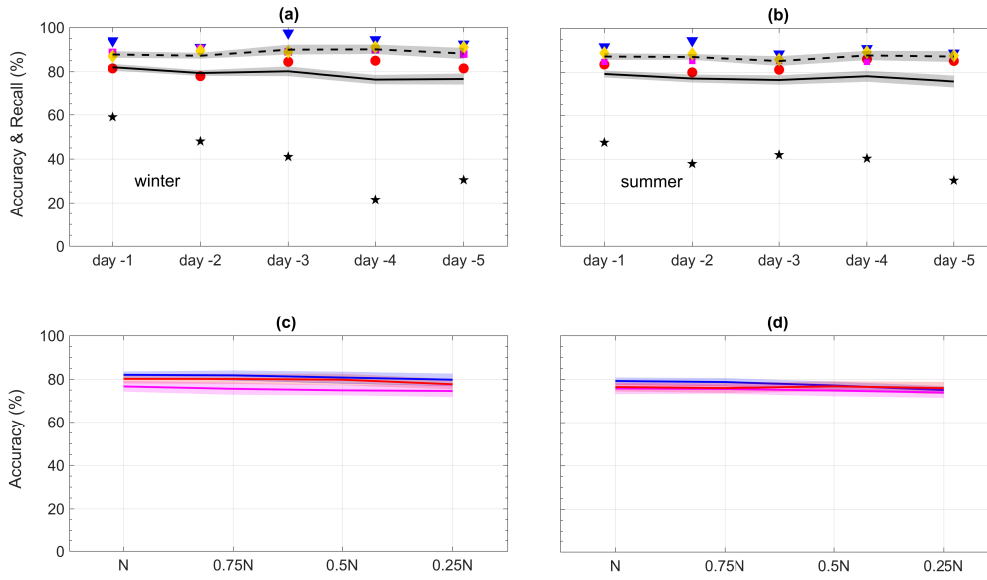 (a)
(b)
Accuracy & Recall (%)
100
80
60
40
20
0
winter
summer
day -1 day -2 day -3 day -4 day -5
day -1 day -2 day -3 day -4 day -5
(c)
(d)
Accuracy (%)
100
80
60
40
20
0
N 0.75N 0.5N 0.25N
N 0.75N 0.5N 0.25N